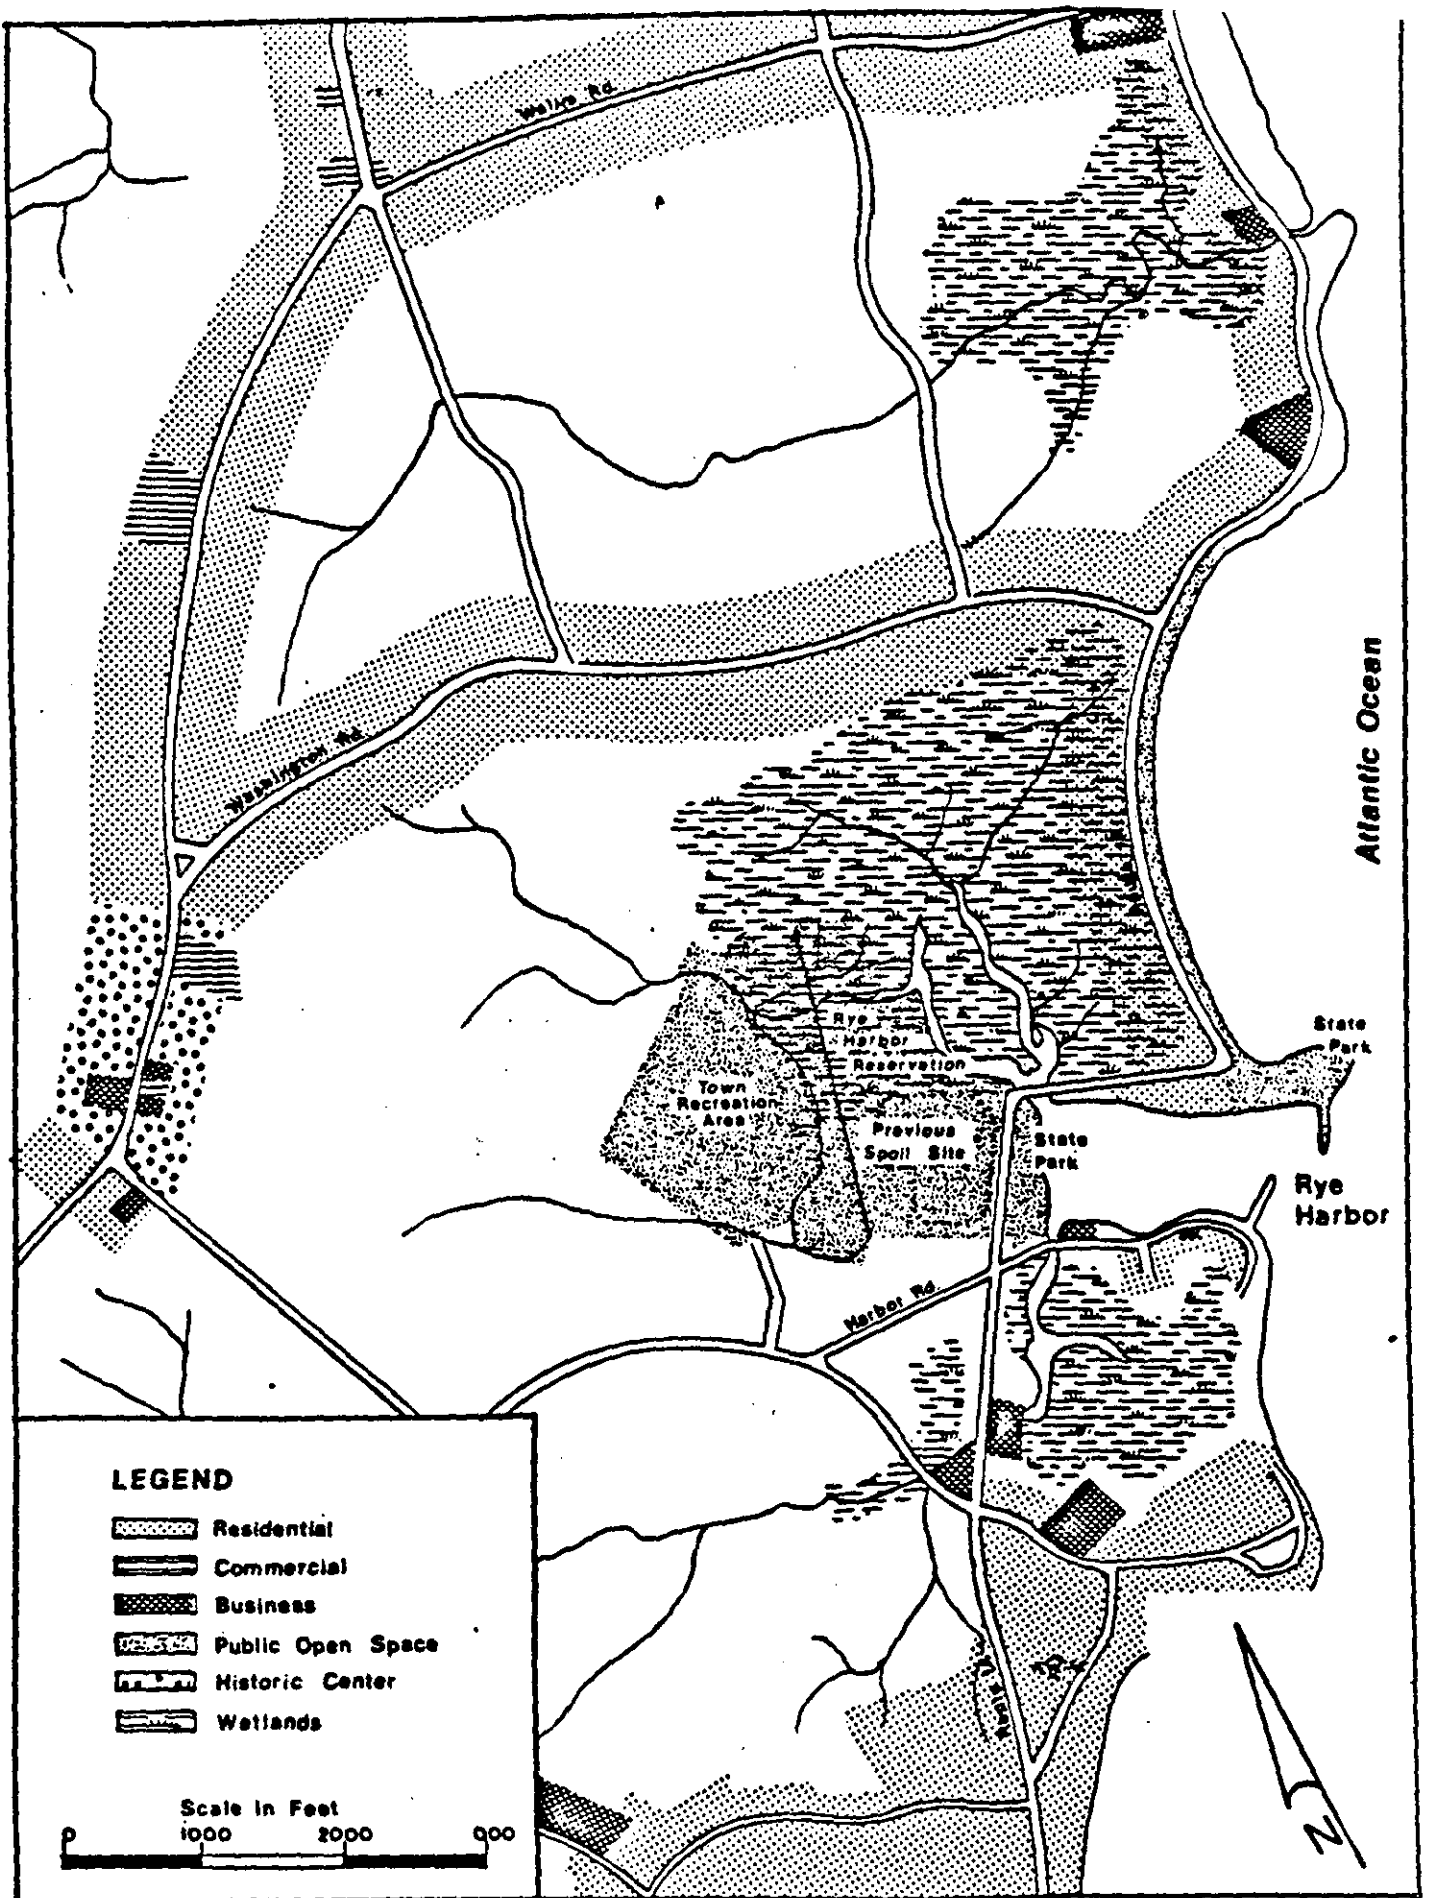 Atlantic Ocean
Washington Rd.
Rye
Harbor
Reservation
Town
Recreation
Area
Previous
Spoil Site
State
Park
State
Park
Rye
Harbor
Harbor Rd.
LEGEND
Residential
Commercial
Business
Public Open Space
Historic Center
Wetlands
Scale In Feet
0 1000 2000 000
N